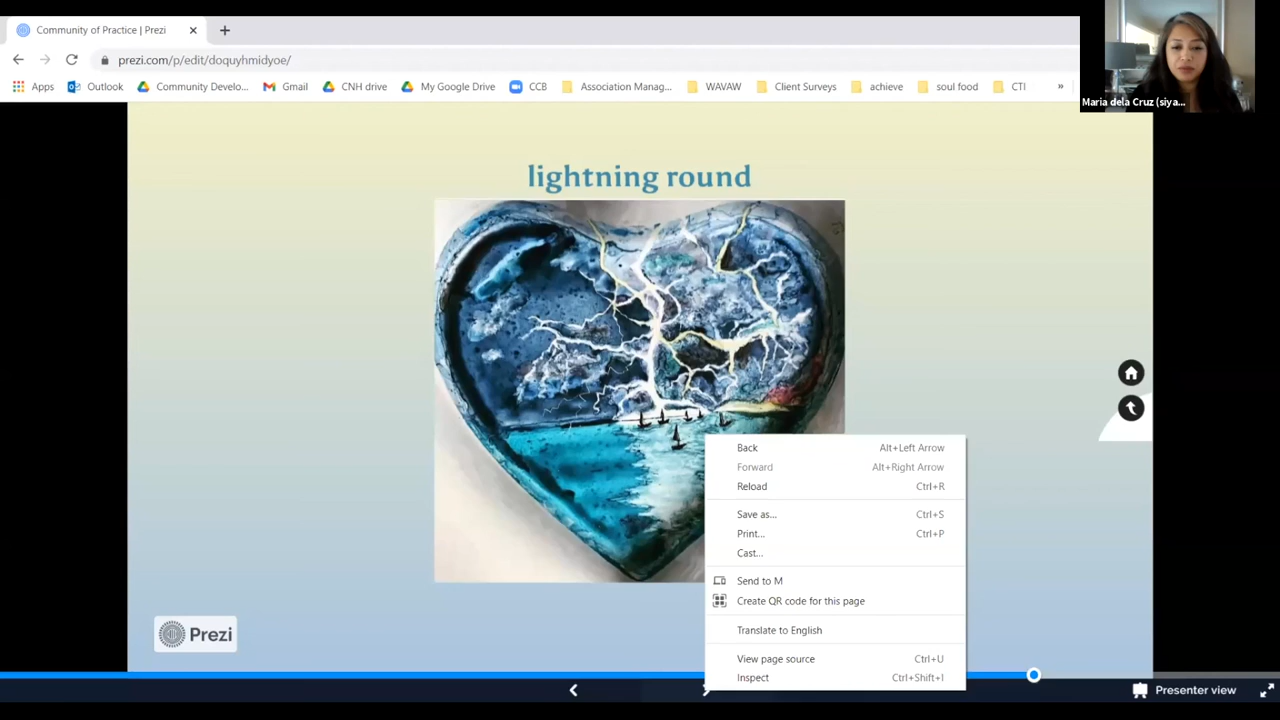 Community of Practice | Prezi
prezi.com/p/edit/doquyhmidyoe/
Apps Outlook Community Develo... Gmail CNH drive My Google Drive CCB Association Manag... WAVAW Client Surveys achieve soul food CTI »
Maria dela Cruz (siya...
lightning round
Back Alt+Left Arrow
Forward Alt+Right Arrow
Reload Ctrl+R
Save as... Ctrl+S
Print... Ctrl+P
Cast...
Send to M
Create QR code for this page
Translate to English
View page source Ctrl+U
Inspect Ctrl+Shift+I
Prezi
Presenter view